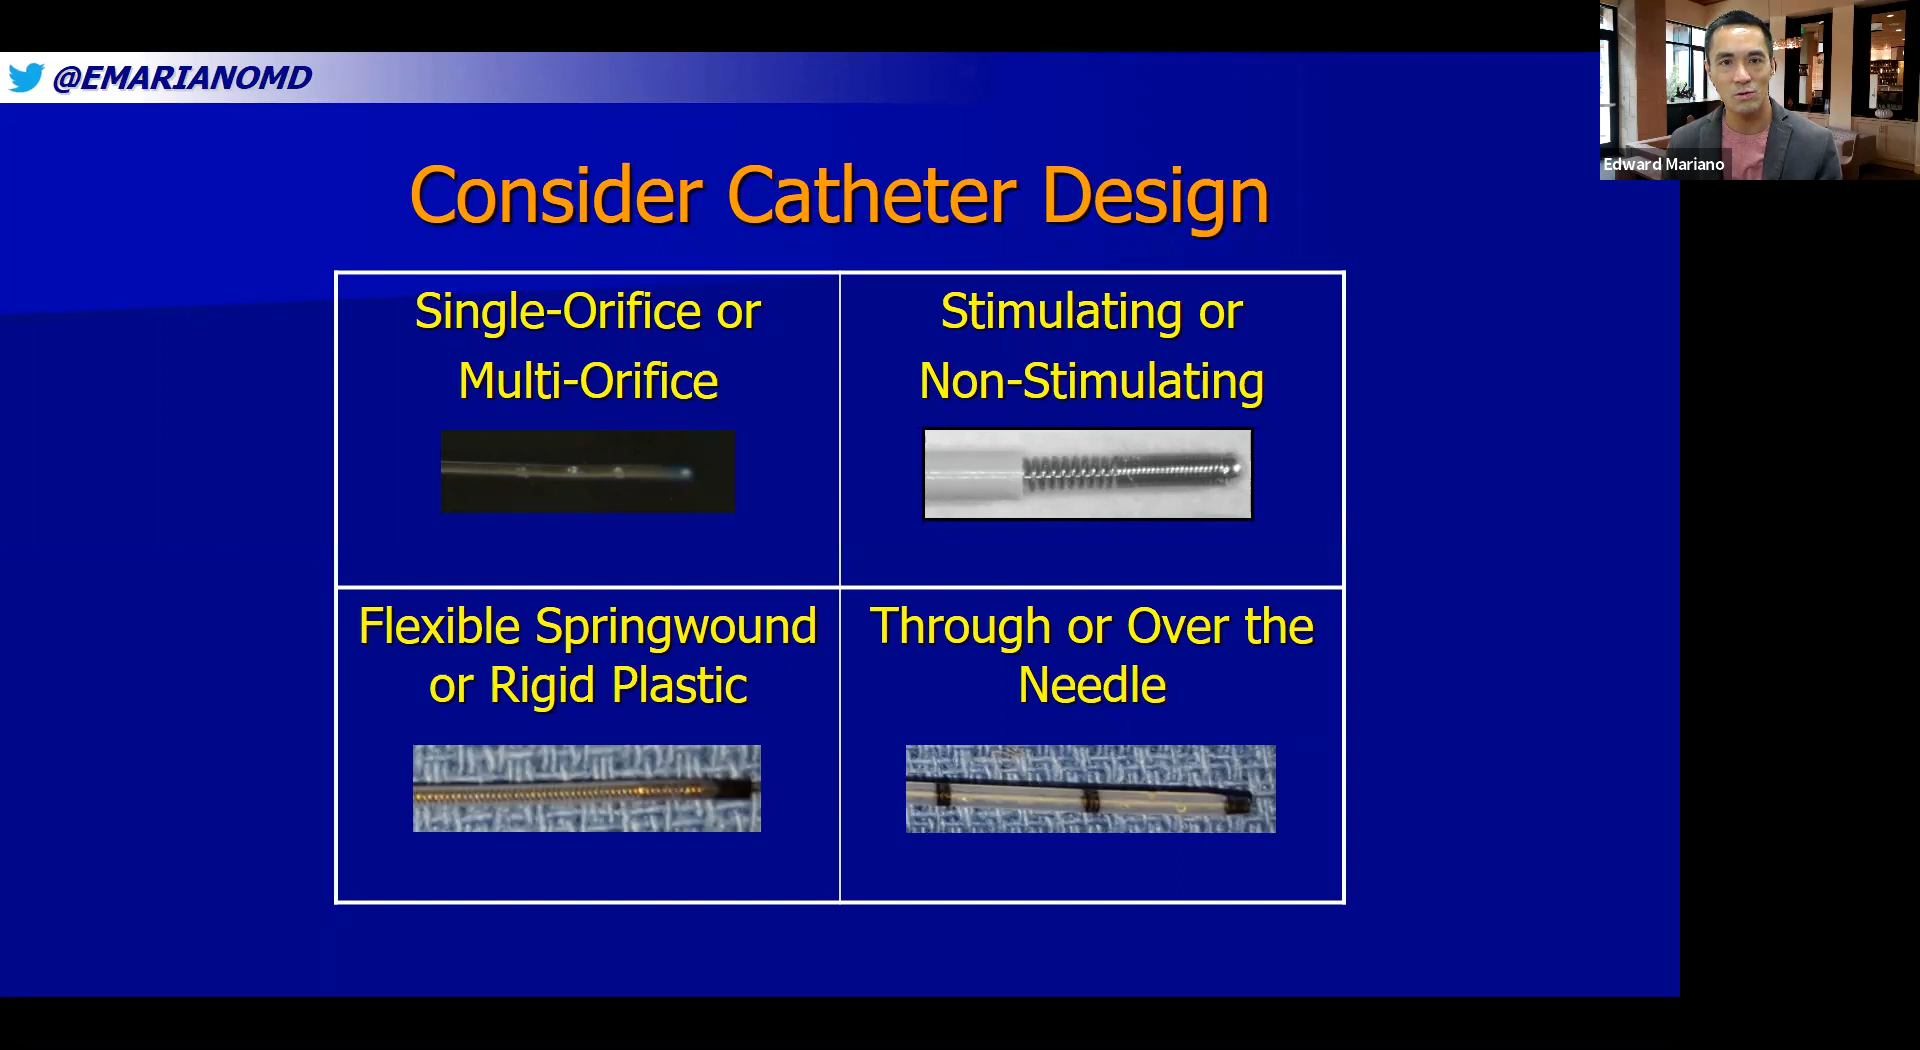 @EMARIANOMD
Edward Mariano
Consider Catheter Design
Single-Orifice or
Multi-Orifice
Stimulating or
Non-Stimulating
Flexible Springwound
or Rigid Plastic
Through or Over the
Needle